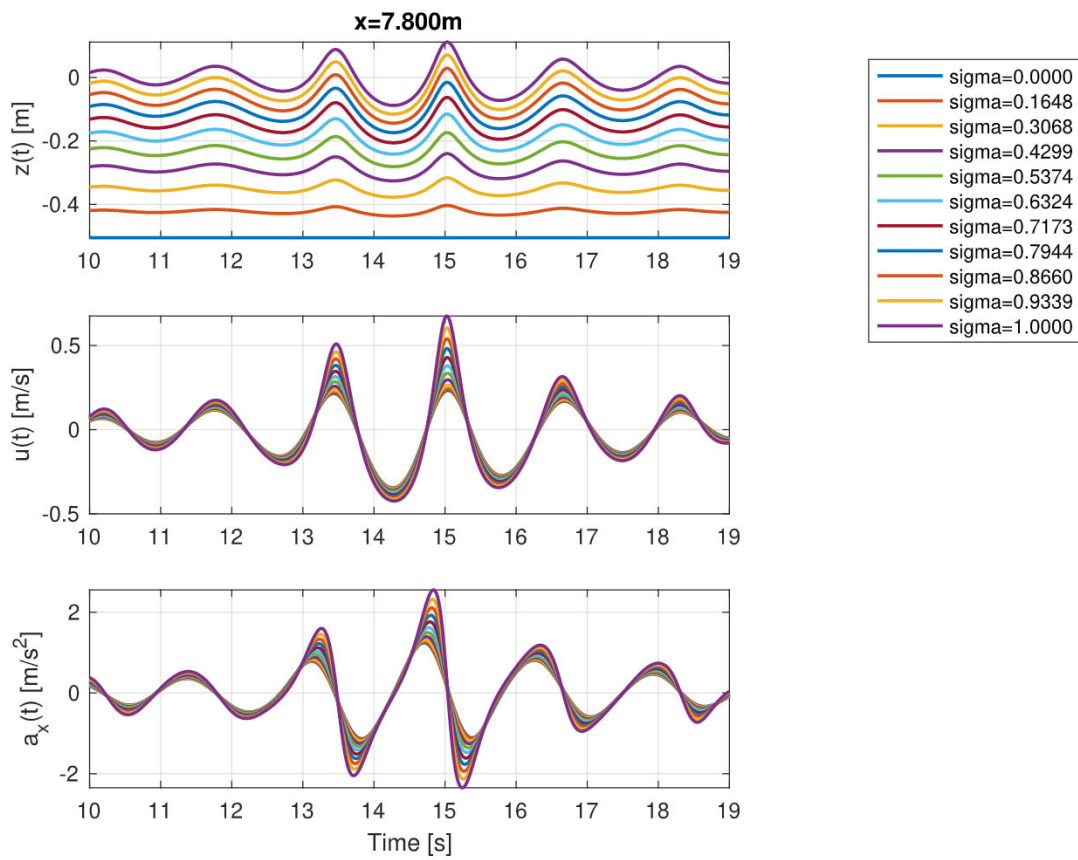 x=7.800m
z(t) [m]
0
-0.2
-0.4
10 11 12 13 14 15 16 17 18 19
u(t) [m/s]
0.5
0
-0.5
10 11 12 13 14 15 16 17 18 19
a_x(t) [m/s^2]
2
0
-2
10 11 12 13 14 15 16 17 18 19
Time [s]
sigma=0.0000
sigma=0.1648
sigma=0.3068
sigma=0.4299
sigma=0.5374
sigma=0.6324
sigma=0.7173
sigma=0.7944
sigma=0.8660
sigma=0.9339
sigma=1.0000